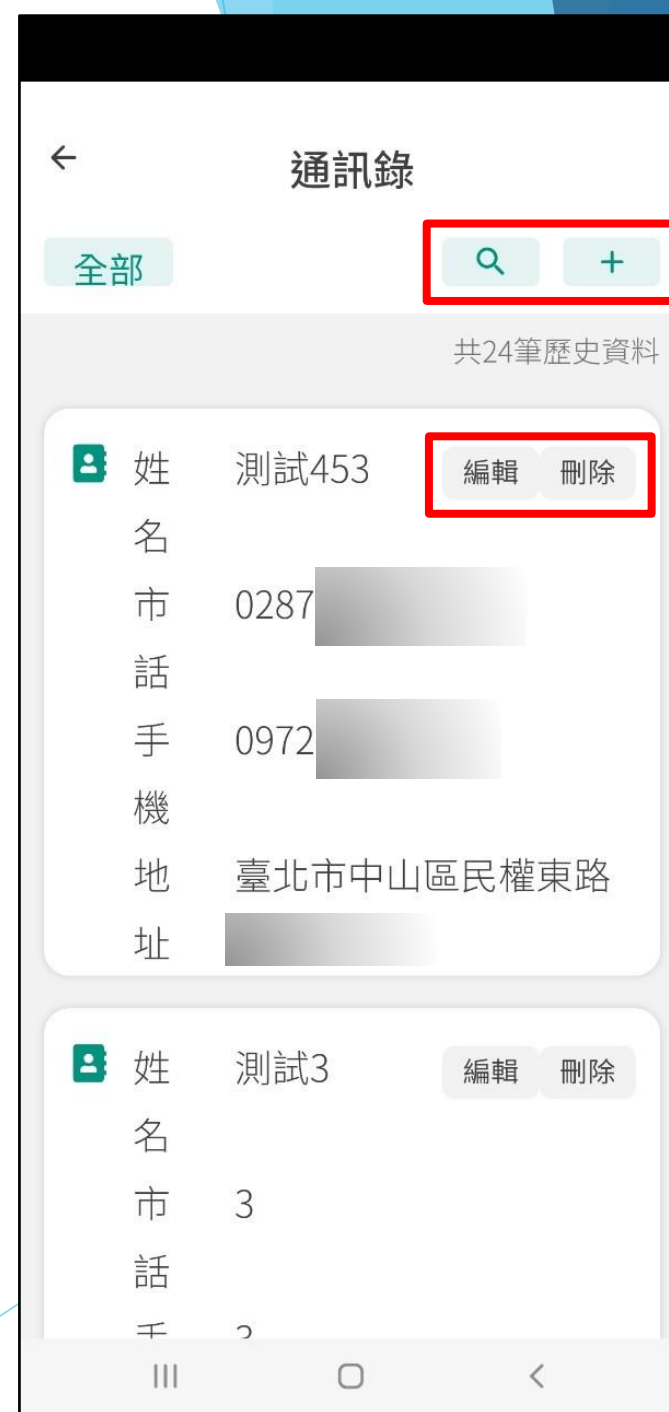 通訊錄
全部
共24筆歷史資料
姓名 測試453 編輯 刪除
市話 0287
手機 0972
地址 臺北市中山區民權東路
姓名 測試3 編輯 刪除
市話 3